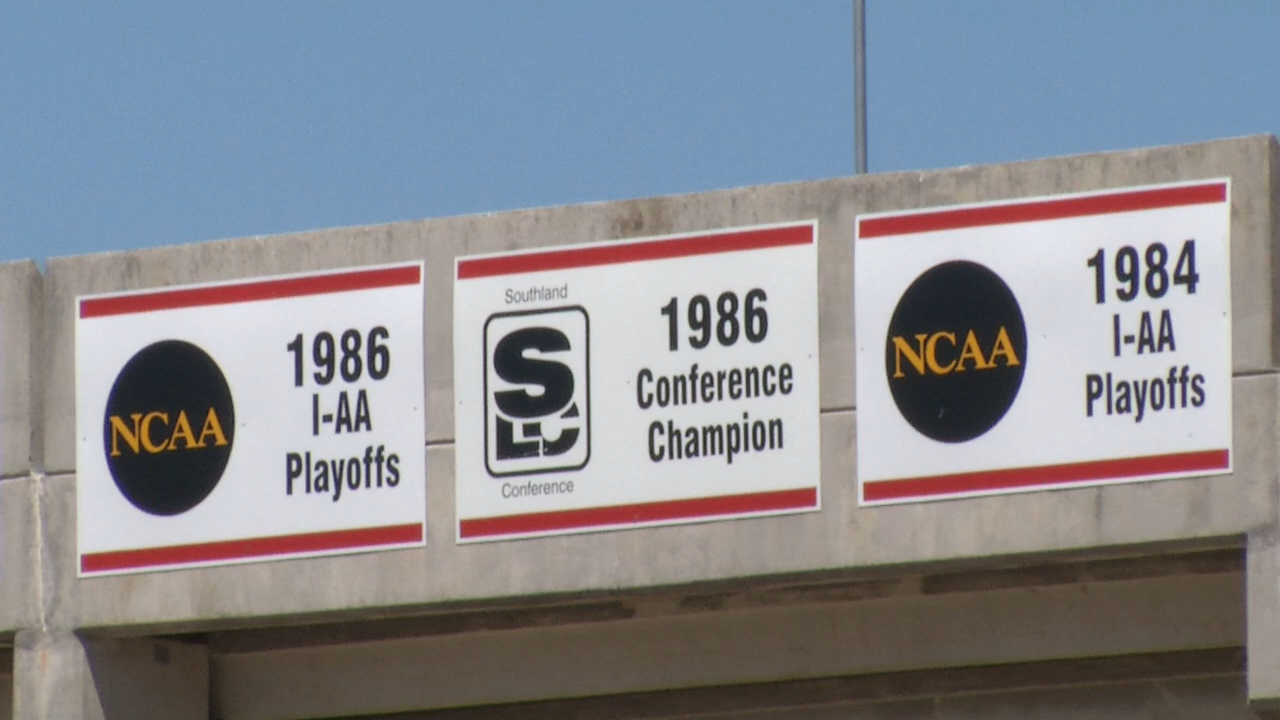 NCAA
1986
I-AA
Playoffs
Southland
SLC
Conference
1986
Conference
Champion
NCAA
1984
I-AA
Playoffs